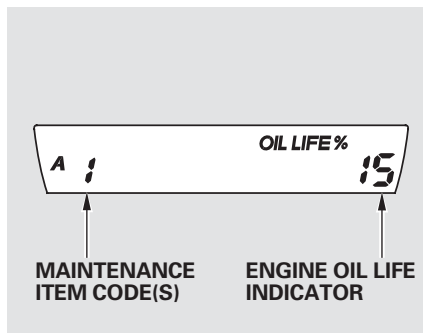 OIL LIFE %
A 1 15
MAINTENANCE ITEM CODE(S)
ENGINE OIL LIFE INDICATOR